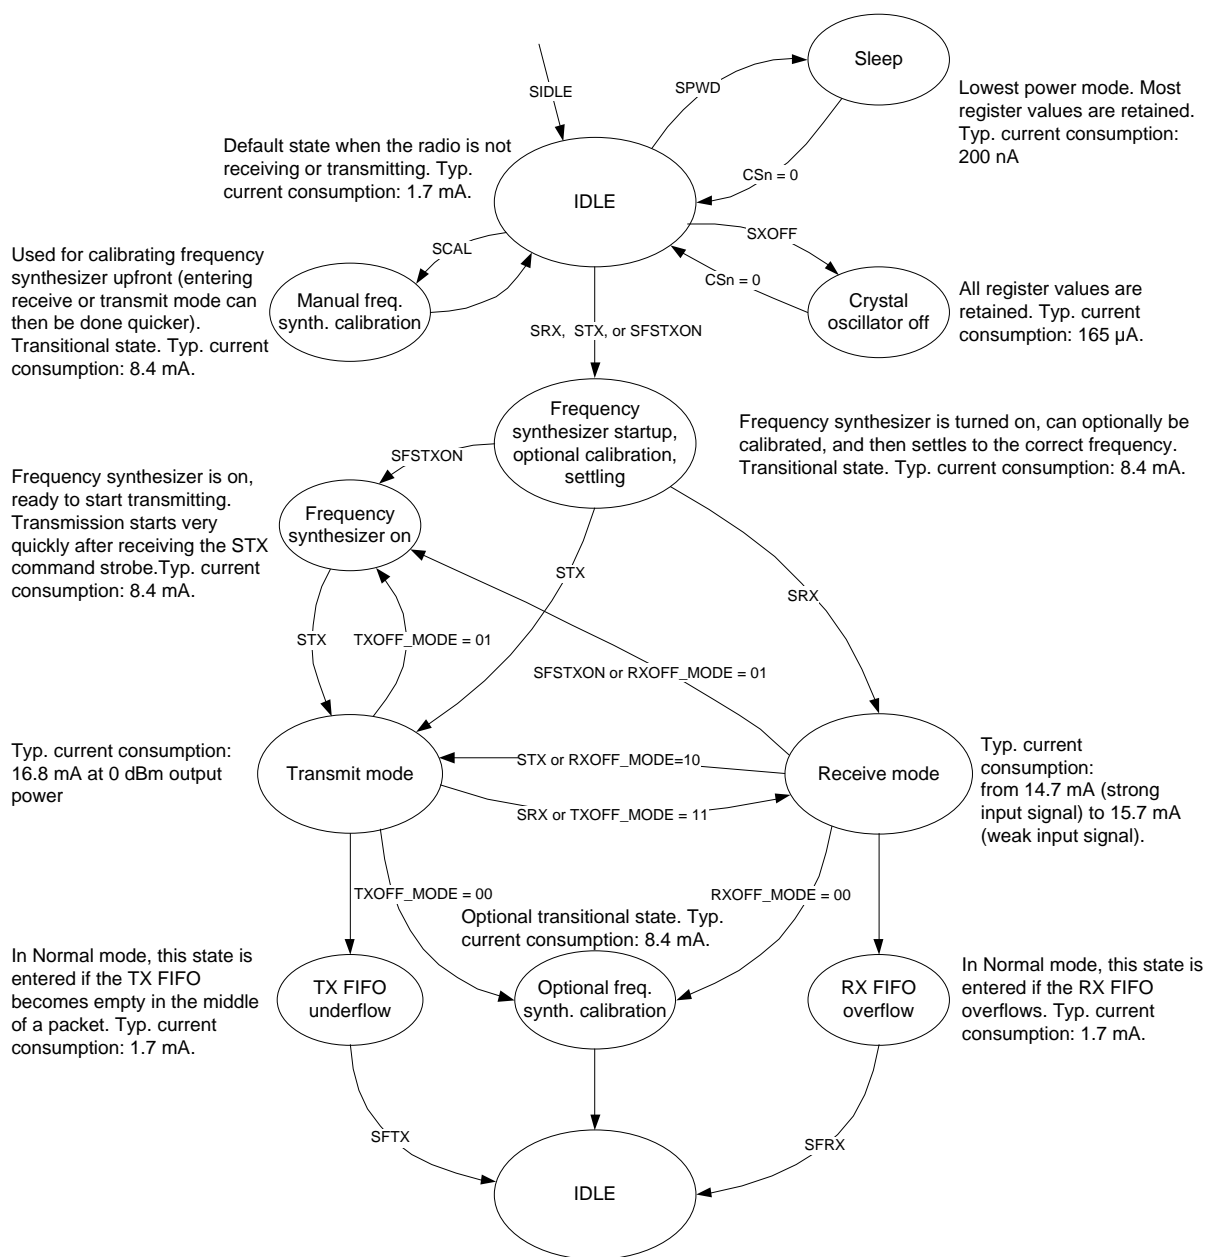 Sleep
SIDLE
SPWD
Lowest power mode. Most
register values are retained.
Typ. current consumption:
200 nA
Default state when the radio is not
receiving or transmitting. Typ.
current consumption: 1.7 mA.
CSn = 0
IDLE
SXOFF
SCAL
Used for calibrating frequency
synthesizer upfront (entering
receive or transmit mode can
then be done quicker).
Transitional state. Typ. current
consumption: 8.4 mA.
Manual freq.
synth. calibration
CSn = 0
Crystal
oscillator off
All register values are
retained. Typ. current
consumption: 165 µA.
SRX, STX, or SFSTXON
Frequency
synthesizer startup,
optional calibration,
settling
Frequency synthesizer is turned on, can optionally be
calibrated, and then settles to the correct frequency.
Transitional state. Typ. current consumption: 8.4 mA.
SFSTXON
Frequency synthesizer is on,
ready to start transmitting.
Transmission starts very
quickly after receiving the STX
command strobe.Typ. current
consumption: 8.4 mA.
Frequency
synthesizer on
STX
SRX
STX
TXOFF_MODE = 01
SFSTXON or RXOFF_MODE = 01
Typ. current consumption:
16.8 mA at 0 dBm output
power
Transmit mode
STX or RXOFF_MODE=10
SRX or TXOFF_MODE = 11
Receive mode
Typ. current
consumption:
from 14.7 mA (strong
input signal) to 15.7 mA
(weak input signal).
TXOFF_MODE = 00
RXOFF_MODE = 00
Optional transitional state. Typ.
current consumption: 8.4 mA.
In Normal mode, this state is
entered if the TX FIFO
becomes empty in the middle
of a packet. Typ. current
consumption: 1.7 mA.
TX FIFO
underflow
Optional freq.
synth. calibration
RX FIFO
overflow
In Normal mode, this state is
entered if the RX FIFO
overflows. Typ. current
consumption: 1.7 mA.
SFTX
SFRX
IDLE